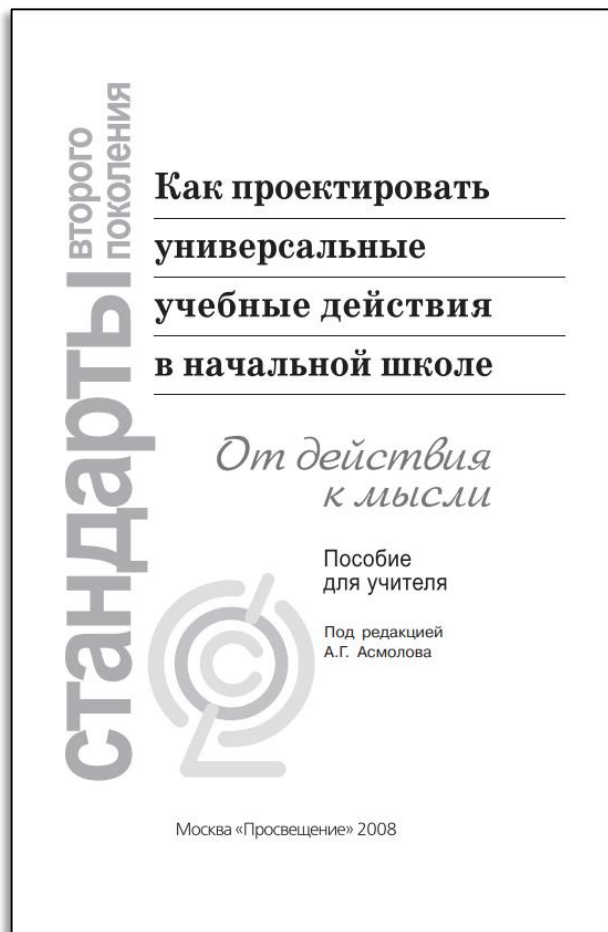 стандарты
второго
поколения
Как проектировать
универсальные
учебные действия
в начальной школе
От действия
к мысли
Пособие
для учителя
Под редакцией
А.Г. Асмолова
Москва «Просвещение» 2008